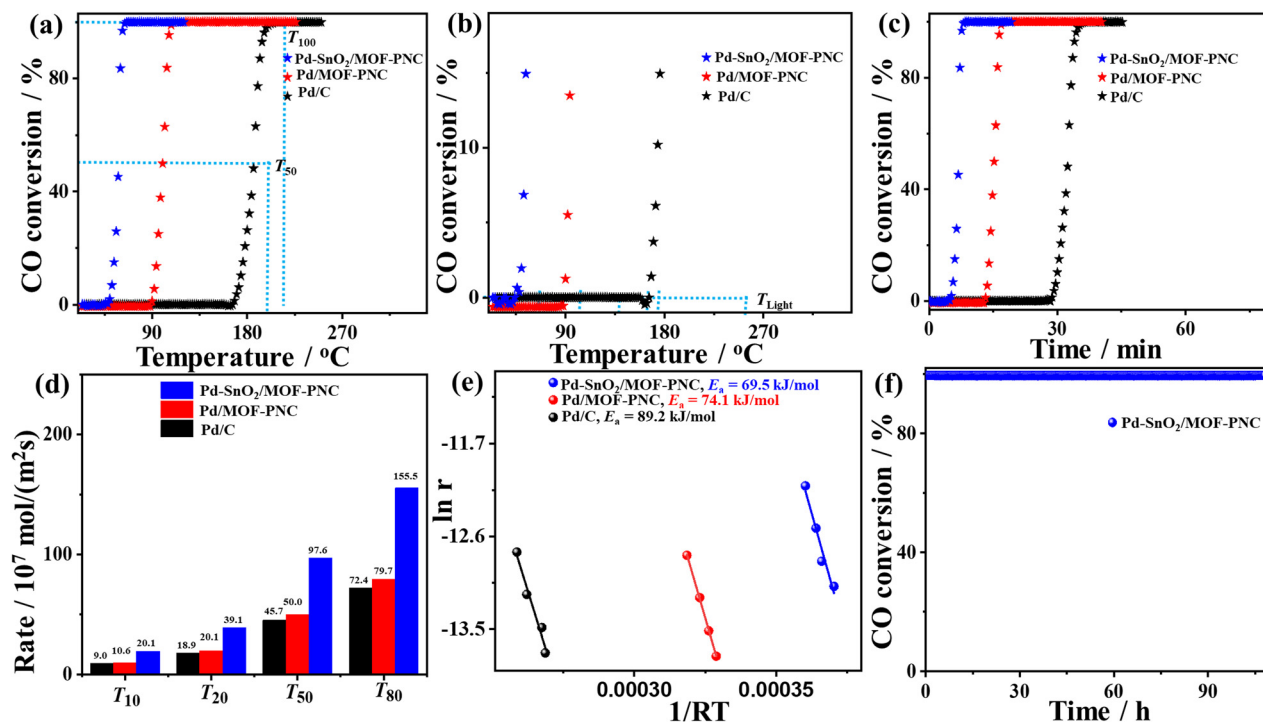 (a)
T100
Pd-SnO2/MOF-PNC
Pd/MOF-PNC
Pd/C
T50
80
40
0
CO conversion / %
90
180
270
Temperature / °C
(b)
Pd-SnO2/MOF-PNC
Pd/MOF-PNC
Pd/C
10
0
TLight
CO conversion / %
90
180
270
Temperature / °C
(c)
Pd-SnO2/MOF-PNC
Pd/MOF-PNC
Pd/C
80
40
0
CO conversion / %
0
30
60
Time / min
(d)
Pd-SnO2/MOF-PNC
Pd/MOF-PNC
Pd/C
200
100
0
Rate / 10^7 mol/(m^2s)
9.0
10.6
20.1
18.9
20.1
39.1
45.7
50.0
97.6
72.4
79.7
155.5
T10
T20
T50
T80
(e)
Pd-SnO2/MOF-PNC, Ea = 69.5 kJ/mol
Pd/MOF-PNC, Ea = 74.1 kJ/mol
Pd/C, Ea = 89.2 kJ/mol
-11.7
-12.6
-13.5
ln r
0.00030
0.00035
1/RT
(f)
Pd-SnO2/MOF-PNC
80
40
0
CO conversion / %
0
30
60
90
Time / h